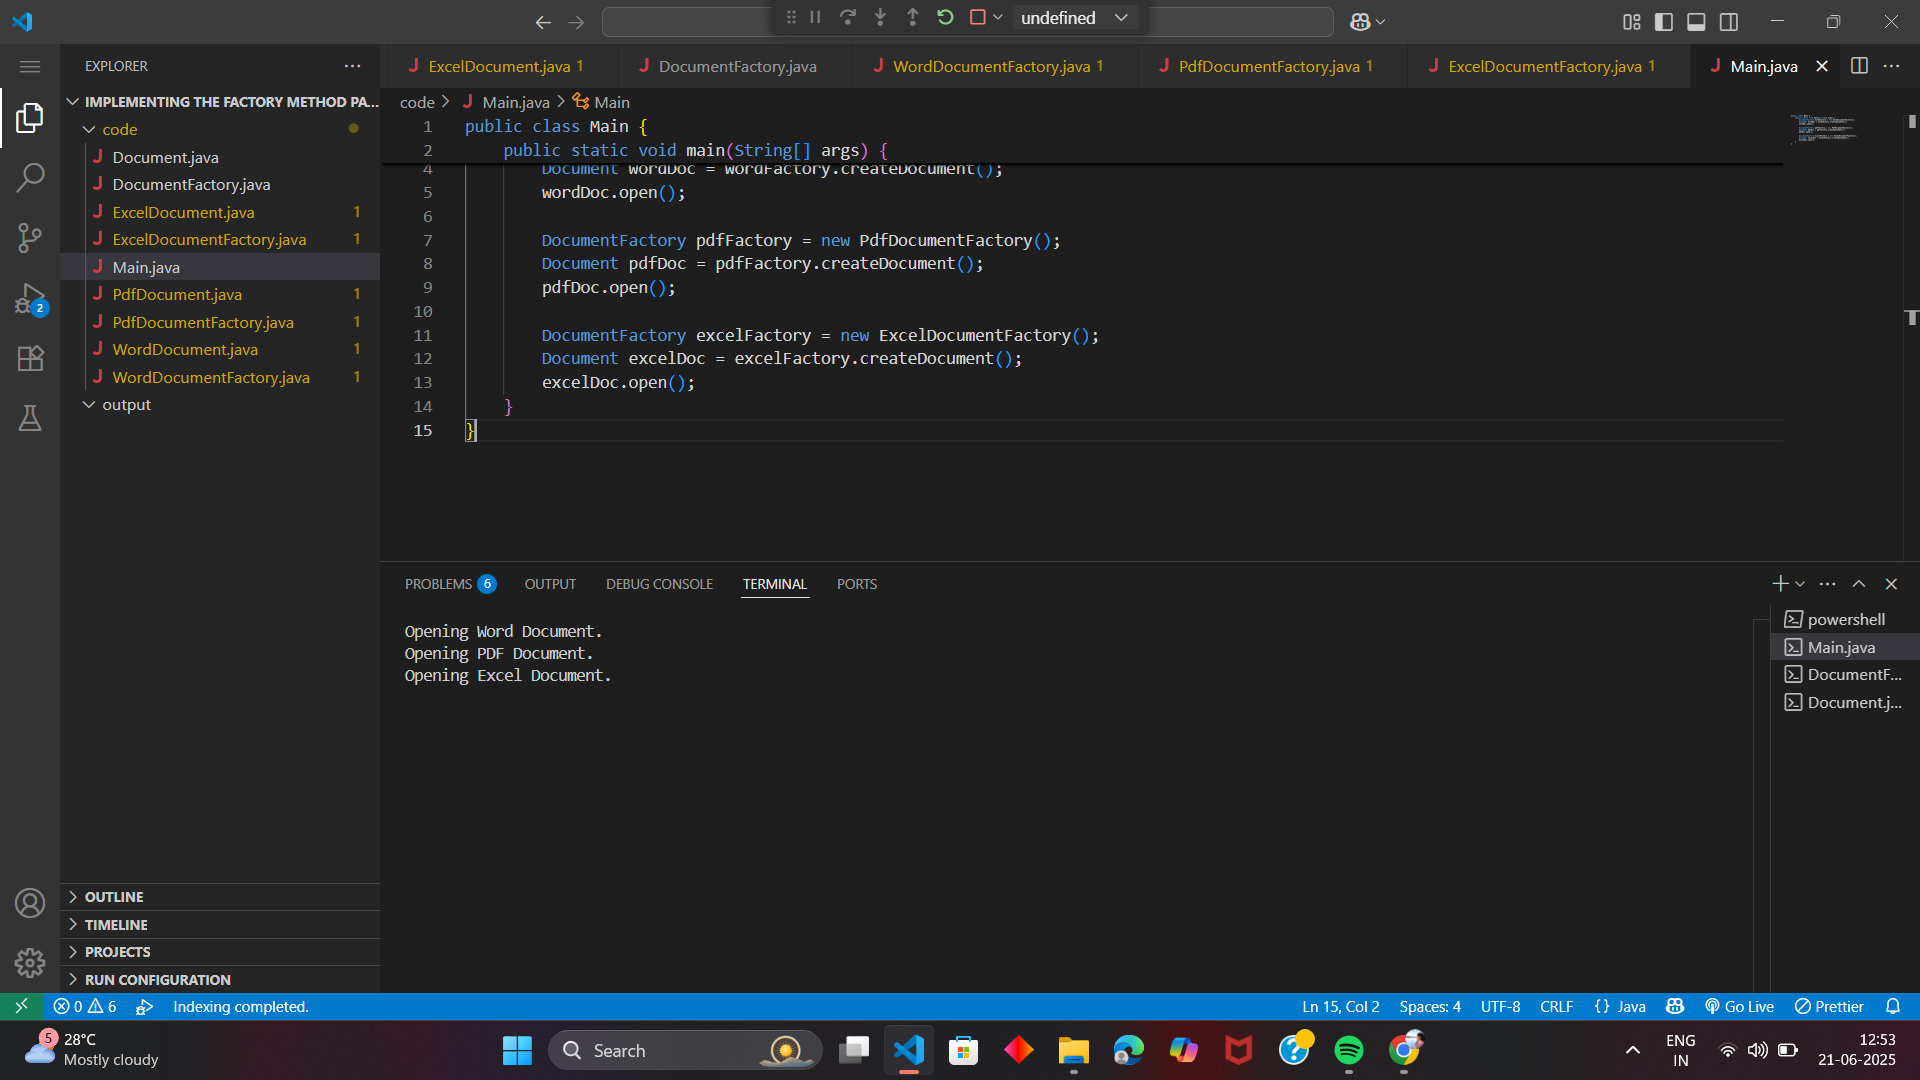 undefined
EXPLORER
IMPLEMENTING THE FACTORY METHOD PA...
code
Document.java
DocumentFactory.java
ExcelDocument.java 1
ExcelDocumentFactory.java 1
Main.java
PdfDocument.java 1
PdfDocumentFactory.java 1
WordDocument.java 1
WordDocumentFactory.java 1
output
OUTLINE
TIMELINE
PROJECTS
RUN CONFIGURATION
2
ExcelDocument.java 1
DocumentFactory.java
WordDocumentFactory.java 1
PdfDocumentFactory.java 1
ExcelDocumentFactory.java 1
Main.java
code > Main.java > Main
1 public class Main {
2 public static void main(String[] args) {
4 Document wordDoc = wordFactory.createDocument();
5 wordDoc.open();
6
7 DocumentFactory pdfFactory = new PdfDocumentFactory();
8 Document pdfDoc = pdfFactory.createDocument();
9 pdfDoc.open();
10
11 DocumentFactory excelFactory = new ExcelDocumentFactory();
12 Document excelDoc = excelFactory.createDocument();
13 excelDoc.open();
14 }
15 }
PROBLEMS 6 OUTPUT DEBUG CONSOLE TERMINAL PORTS
Opening Word Document.
Opening PDF Document.
Opening Excel Document.
powershell
Main.java
DocumentF...
Document.j...
0 6 Indexing completed.
Ln 15, Col 2 Spaces: 4 UTF-8 CRLF {} Java Go Live Prettier
5
28°C
Mostly cloudy
Search
ENG
IN
12:53
21-06-2025